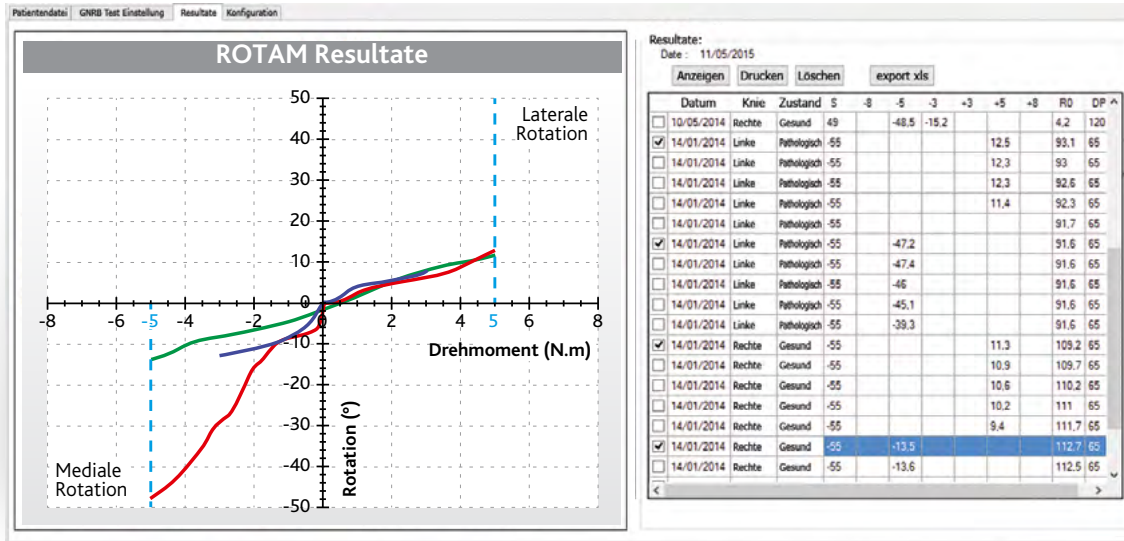 Patientendatei GNRB Test Einstellung Resultate Konfiguration
ROTAM Resultate
50
40
30
20
10
0
-10
-20
-30
-40
-50
-8 -6 -5 -4 -2 0 2 4 5 6 8
Laterale
Rotation
Drehmoment (N.m)
Rotation (°)
Mediale
Rotation
Resultate:
Date : 11/05/2015
Anzeigen Drucken Löschen export xls
Datum Knie Zustand S -8 -5 -3 +3 +5 +8 R0 DP
10/05/2014 Rechte Gesund 49 -48,5 -15,2 4,2 120
14/01/2014 Linke Pathologisch -55 12,5 93,1 65
14/01/2014 Linke Pathologisch -55 12,3 93 65
14/01/2014 Linke Pathologisch -55 12,3 92,6 65
14/01/2014 Linke Pathologisch -55 11,4 92,3 65
14/01/2014 Linke Pathologisch -55 91,7 65
14/01/2014 Linke Pathologisch -55 -47,2 91,6 65
14/01/2014 Linke Pathologisch -55 -47,4 91,6 65
14/01/2014 Linke Pathologisch -55 -46 91,6 65
14/01/2014 Linke Pathologisch -55 -45,1 91,6 65
14/01/2014 Linke Pathologisch -55 -39,3 91,6 65
14/01/2014 Rechte Gesund -55 11,3 109,2 65
14/01/2014 Rechte Gesund -55 10,9 109,7 65
14/01/2014 Rechte Gesund -55 10,6 110,2 65
14/01/2014 Rechte Gesund -55 10,2 111 65
14/01/2014 Rechte Gesund -55 9,4 111,7 65
14/01/2014 Rechte Gesund -55 -13,5 112,7 65
14/01/2014 Rechte Gesund -55 -13,6 112,5 65